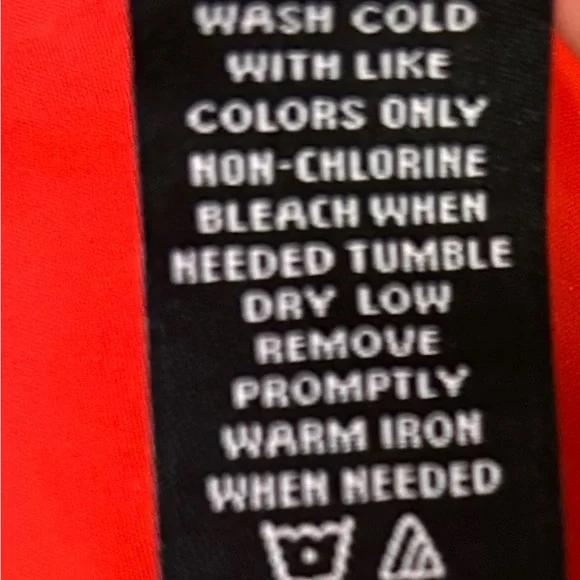 WASH COLD
WITH LIKE
COLORS ONLY
NON-CHLORINE
BLEACH WHEN
NEEDED TUMBLE
DRY LOW
REMOVE
PROMPTLY
WARM IRON
WHEN NEEDED